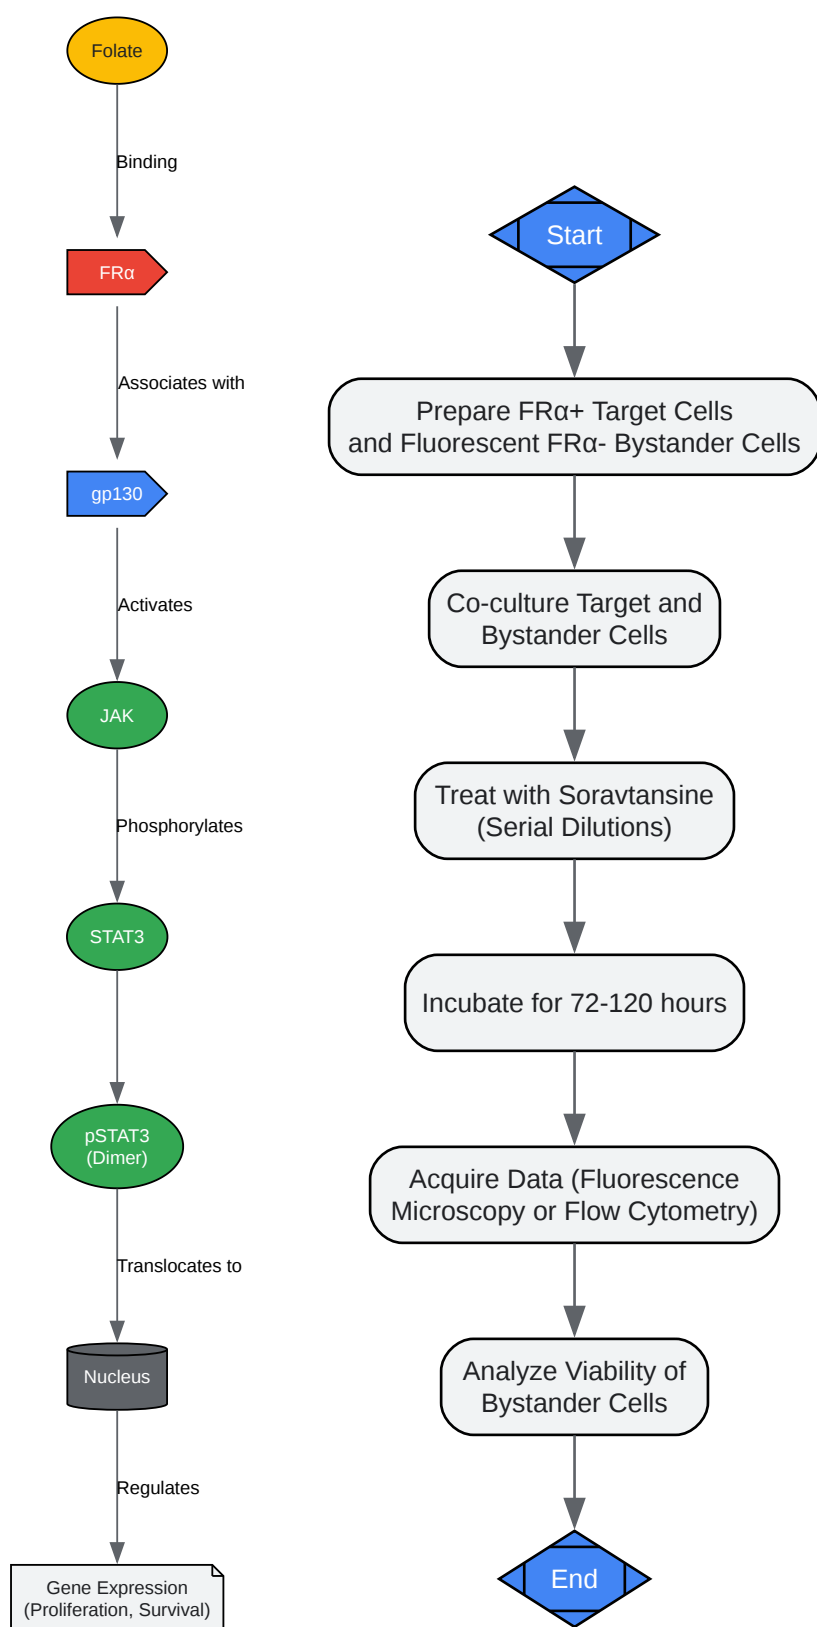 Folate
Binding
FRα
Associates with
gp130
Activates
JAK
Phosphorylates
STAT3
pSTAT3
(Dimer)
Translocates to
Nucleus
Regulates
Gene Expression
(Proliferation, Survival)
Start
Prepare FRα+ Target Cells
and Fluorescent FRα- Bystander Cells
Co-culture Target and
Bystander Cells
Treat with Soravtansine
(Serial Dilutions)
Incubate for 72-120 hours
Acquire Data (Fluorescence
Microscopy or Flow Cytometry)
Analyze Viability of
Bystander Cells
End